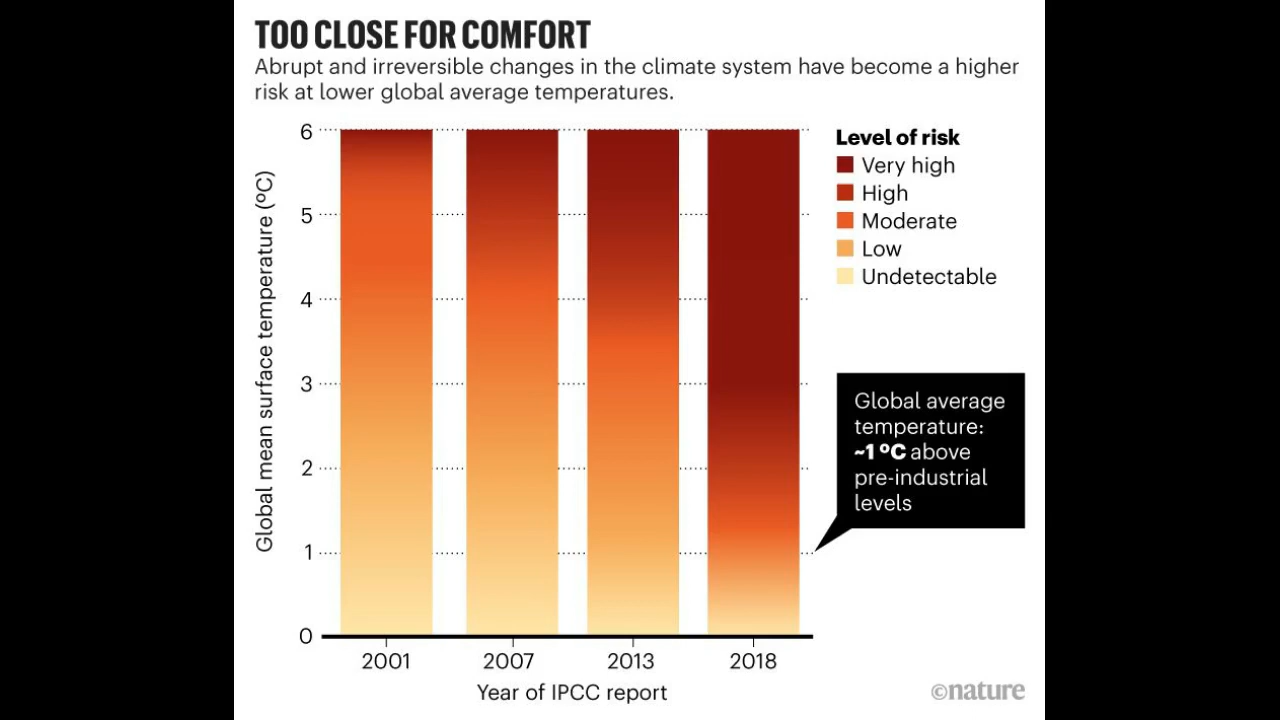 TOO CLOSE FOR COMFORT
Abrupt and irreversible changes in the climate system have become a higher
risk at lower global average temperatures.
Global mean surface temperature (ºC)
6
5
4
3
2
1
0
2001
2007
2013
2018
Year of IPCC report
Level of risk
Very high
High
Moderate
Low
Undetectable
Global average
temperature:
~1 ºC above
pre-industrial
levels
©nature